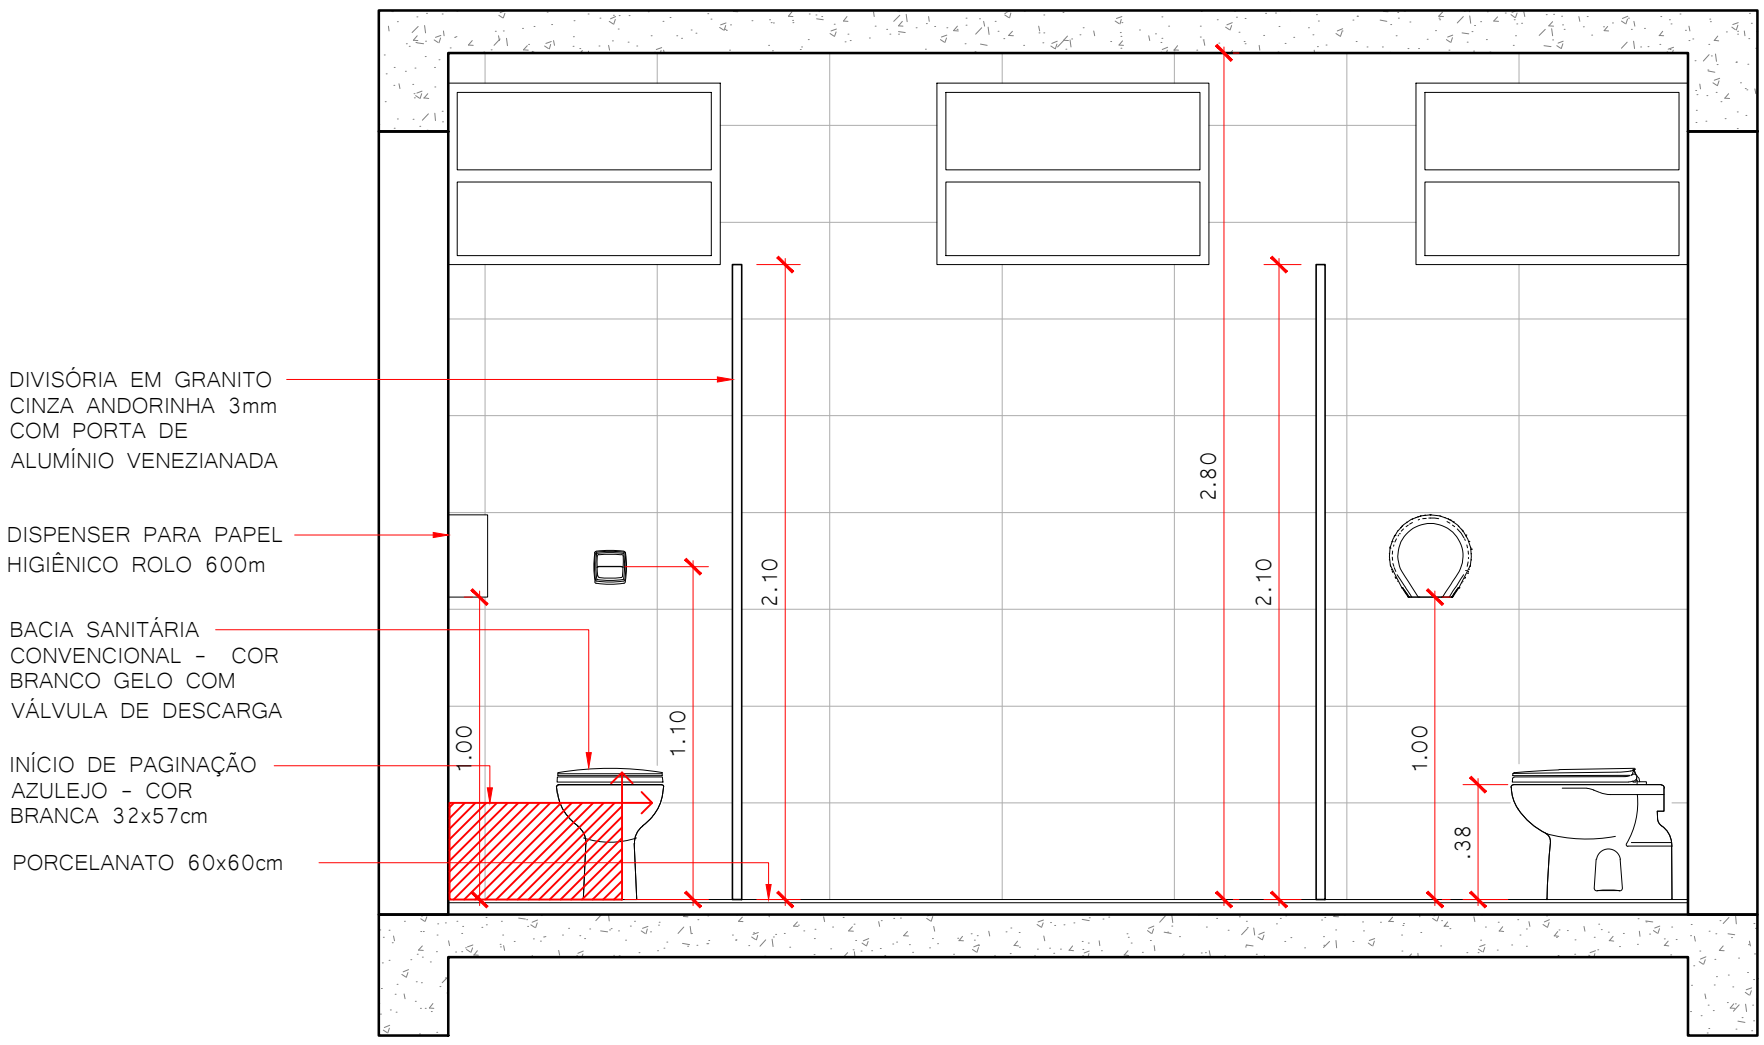 DIVISÓRIA EM GRANITO
CINZA ANDORINHA 3mm
COM PORTA DE
ALUMÍNIO VENEZIANADA
DISPENSER PARA PAPEL
HIGIÊNICO ROLO 600m
BACIA SANITÁRIA
CONVENCIONAL - COR
BRANCO GELO COM
VÁLVULA DE DESCARGA
INÍCIO DE PAGINAÇÃO
AZULEJO - COR
BRANCA 32x57cm
PORCELANATO 60x60cm
1.00
1.10
2.10
2.80
2.10
1.00
.38